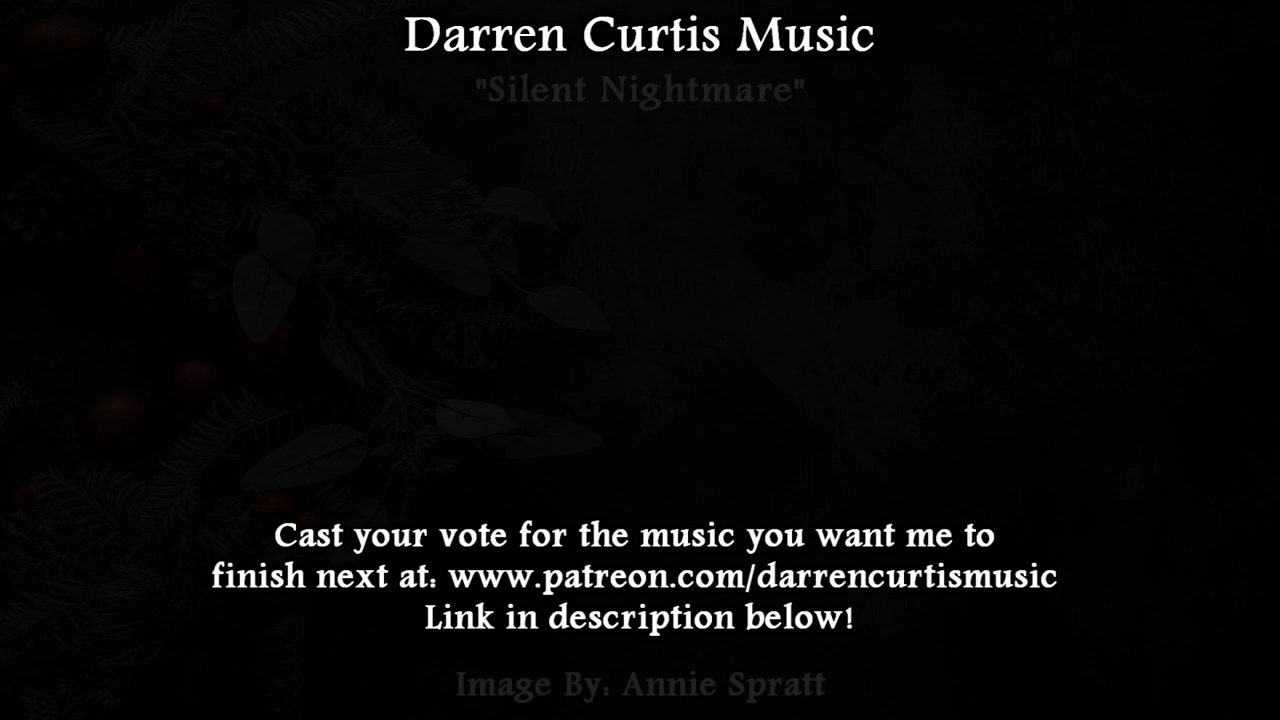 Darren Curtis Music
"Silent Nightmare"
Cast your vote for the music you want me to
finish next at: www.patreon.com/darrencurtismusic
Link in description below!
Image By: Annie Spratt